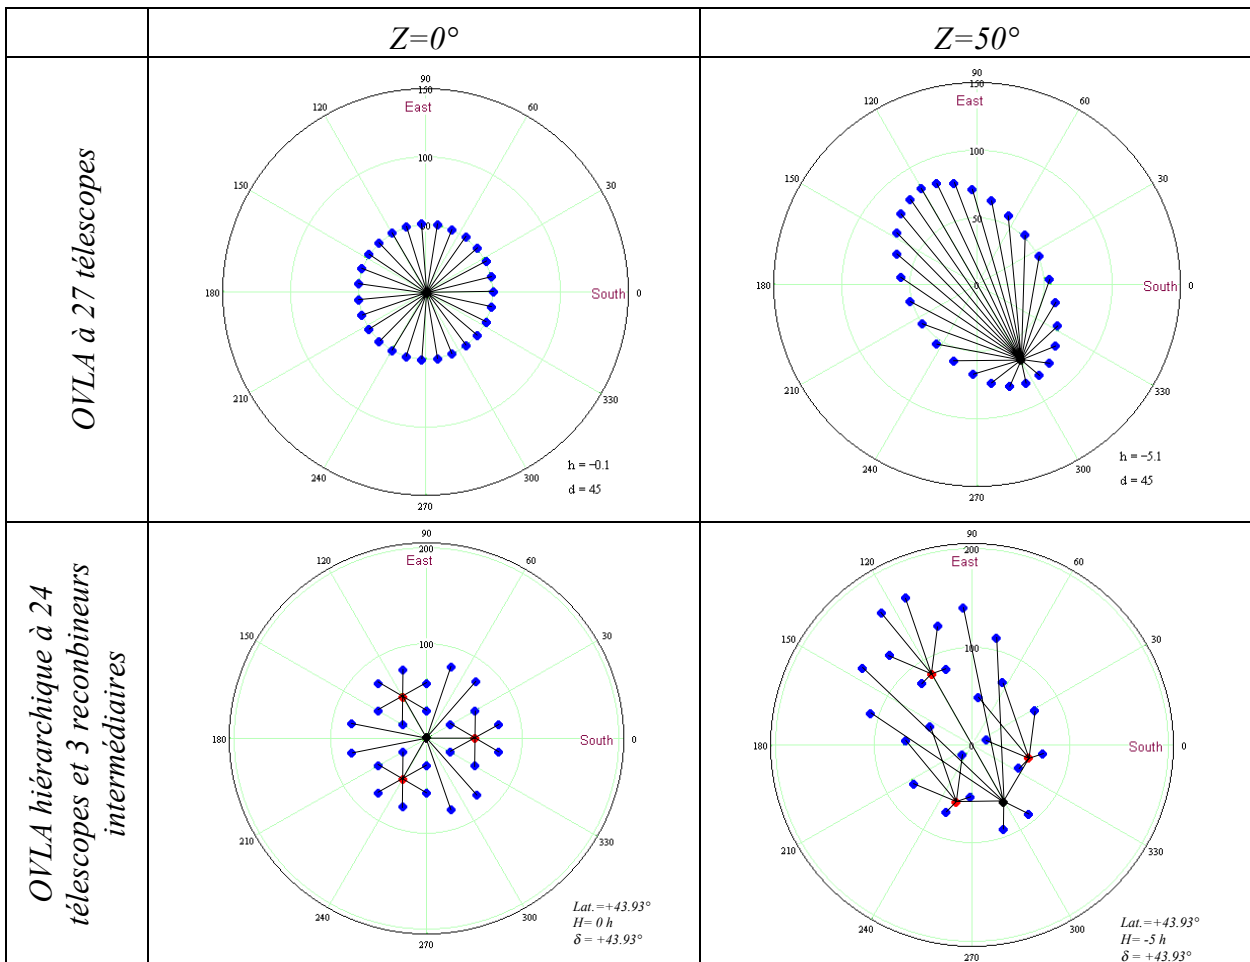 Z=0°
Z=50°
OVLA à 27 télescopes
90
150
East
120
60
100
150
30
180
South
0
210
330
240
300
270
h = −0.1
d = 45
90
150
East
120
60
100
150
30
50
180
0
South
0
210
330
240
300
270
h = −5.1
d = 45
OVLA hiérarchique à 24
télescopes et 3 reconbineurs
intermédiaires
90
200
East
120
60
100
150
30
180
South
0
210
330
240
300
270
Lat.=+43.93°
H= 0 h
δ = +43.93°
90
200
East
120
60
100
150
30
180
0
South
0
210
330
240
300
270
Lat.=+43.93°
H= -5 h
δ = +43.93°